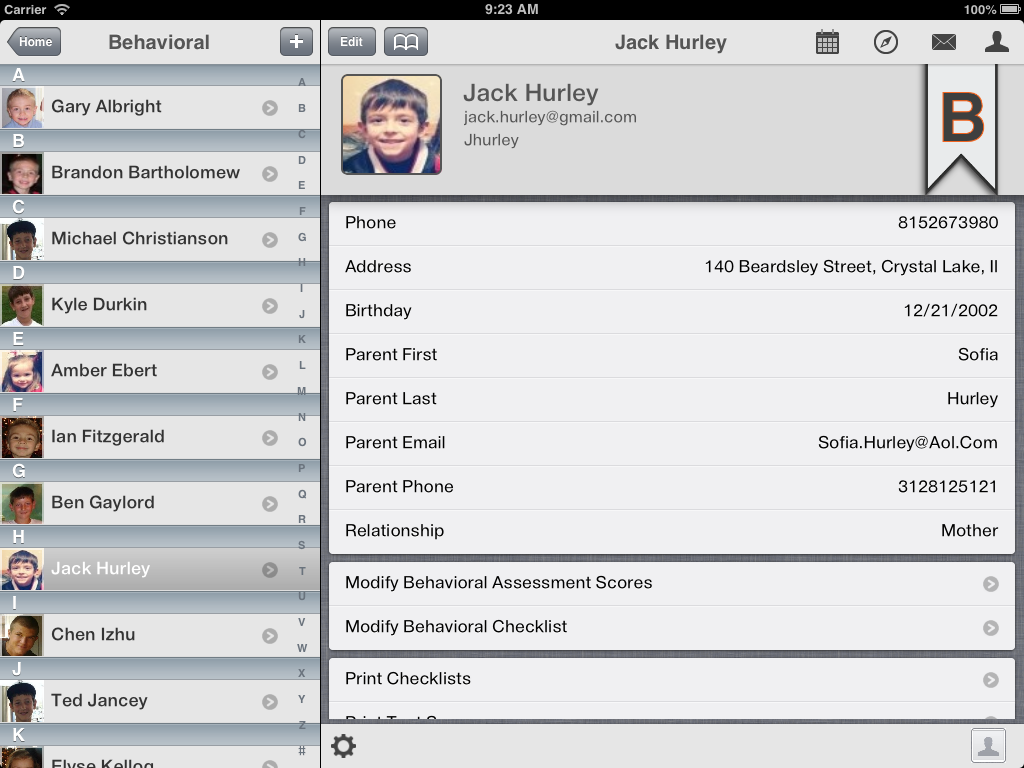 Carrier 9:23 AM 100%
Home Behavioral +
Edit Jack Hurley
A
Gary Albright
B
Brandon Bartholomew
C
Michael Christianson
D
Kyle Durkin
E
Amber Ebert
F
Ian Fitzgerald
G
Ben Gaylord
H
Jack Hurley
I
Chen Izhu
J
Ted Jancey
K
Elyse Kellog
A
B
C
D
E
F
G
H
I
J
K
L
M
N
O
P
Q
R
S
T
U
V
W
X
Y
Z
#
Jack Hurley
jack.hurley@gmail.com
Jhurley
B
Phone 8152673980
Address 140 Beardsley Street, Crystal Lake, Il
Birthday 12/21/2002
Parent First Sofia
Parent Last Hurley
Parent Email Sofia.Hurley@Aol.Com
Parent Phone 3128125121
Relationship Mother
Modify Behavioral Assessment Scores
Modify Behavioral Checklist
Print Checklists
Print Test